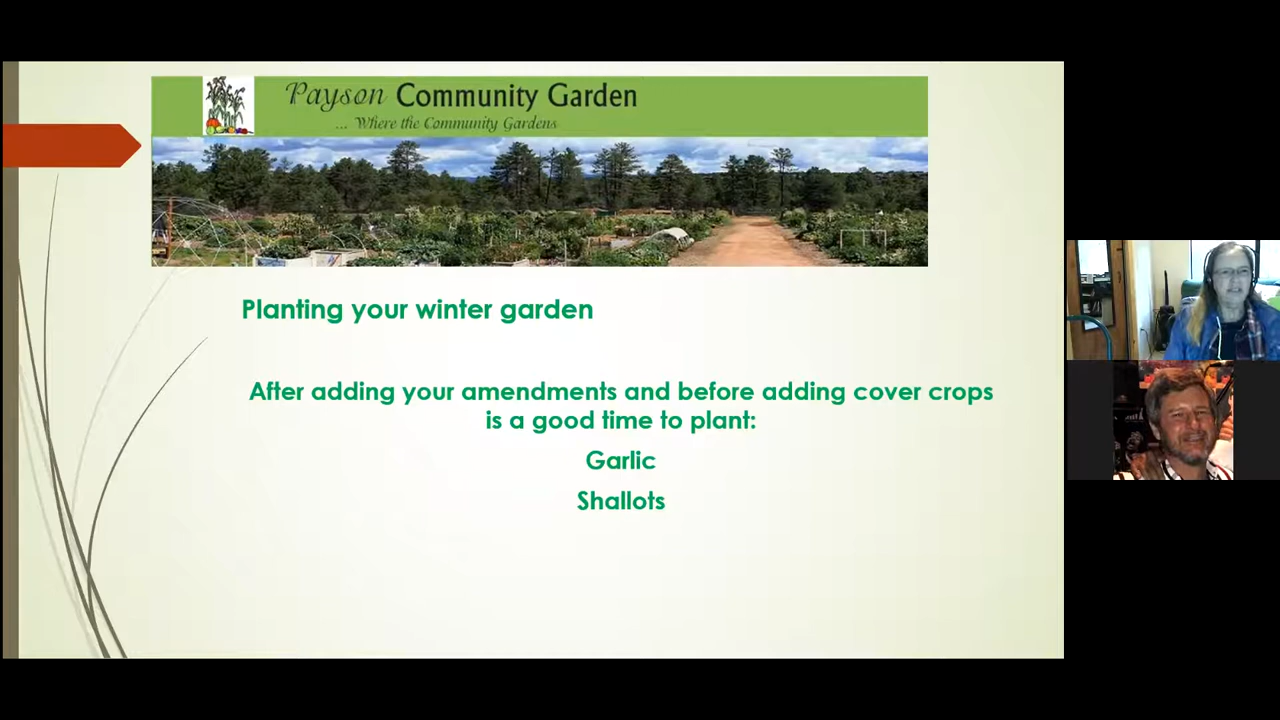 Payson Community Garden
... Where the Community Gardens
Planting your winter garden
After adding your amendments and before adding cover crops
is a good time to plant:
Garlic
Shallots